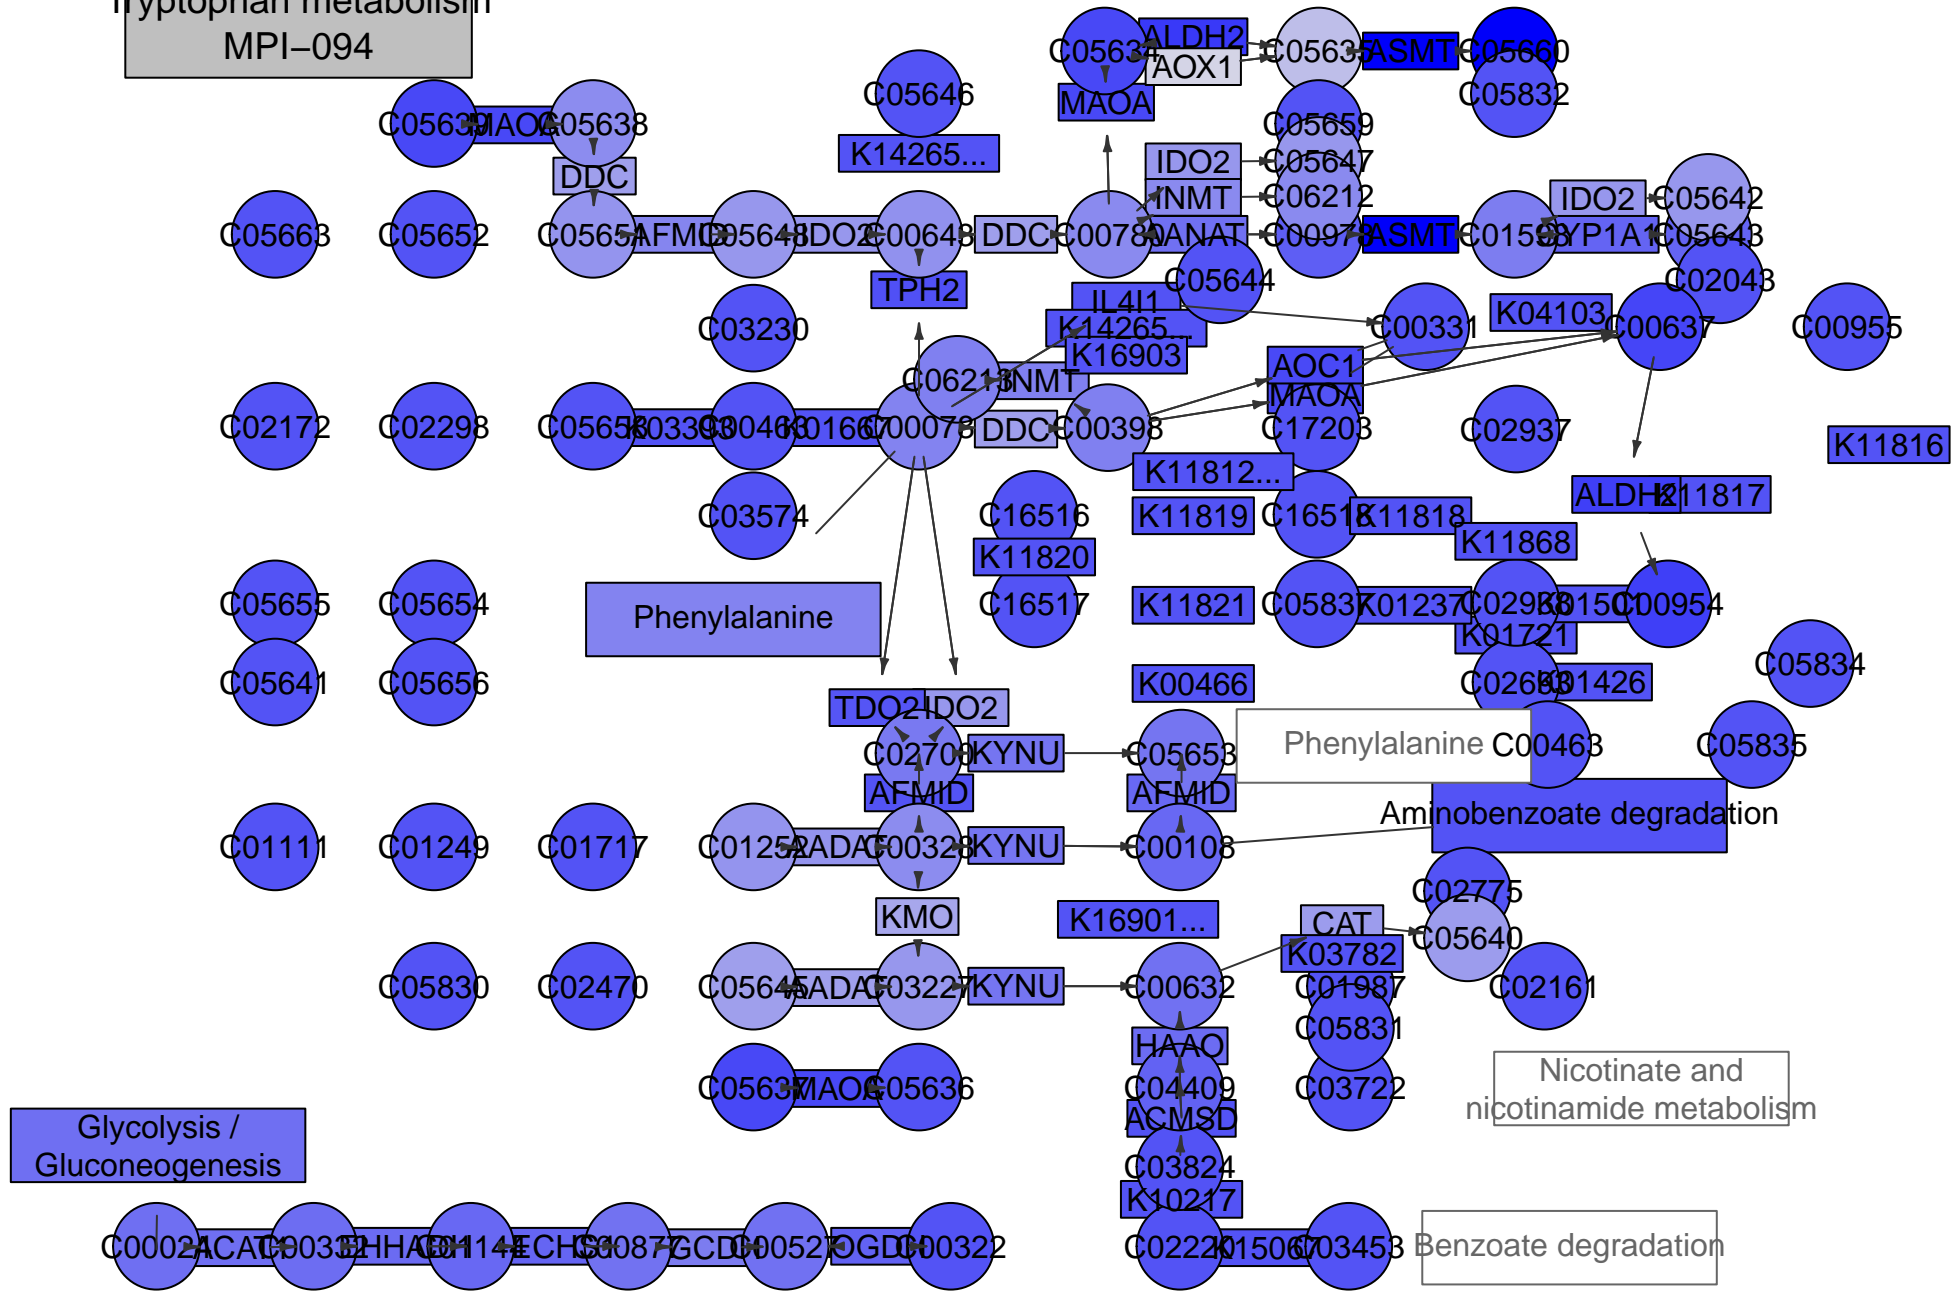 Tryptophan metabolism
MPI–094
C05634
ALDH2
AOX1
C05635
ASMT
C05660
C05646
C05832
MAOA
C05639
MAOA
C05638
C05659
K14265...
IDO2
C05647
DDC
INMT
C06212
IDO2
C05642
C05663
C05652
AFMID
C05648
IDO2
C00643
DDC
C00780
AANAT
C00978
ASMT
C01598
CYP1A1
C05643
C05644
C02043
TPH2
IL4I1
K04103
C03230
K14265...
C00331
C00637
C00955
K16903
AOC1
C06213
INMT
MAOA
C02172
C02298
K03393
C00463
K01667
C00078
DDC
C00398
C17203
C02937
K11816
K11812...
ALDH2
K11817
C03574
C16516
K11819
C16518
K11818
K11868
K11820
C05655
C05654
C16517
K11821
C05837
K01237
C02938
K01501
C00954
Phenylalanine
K01721
C05641
C05656
K00466
C02693
K01426
C05834
TDO2
IDO2
C02700
KYNU
C05653
Phenylalanine
C00463
C05835
AFMID
AFMID
Aminobenzoate degradation
C01111
C01249
C01717
C01252
AADAT
C00328
KYNU
C00108
C02775
KMO
K16901...
CAT
C05640
K03782
C05830
C02470
C05645
AADAT
C03227
KYNU
C00632
C01987
C02161
C05831
HAAO
C05637
MAOA
C05636
C04409
C03722
Nicotinate and
nicotinamide metabolism
ACMSD
Glycolysis /
Gluconeogenesis
C03824
K10217
C00024
ACAT1
C00332
EHHADH
C01144
ECHS1
C00877
GCDH
C00527
OGDH
C00322
C02220
K15067
C03453
Benzoate degradation